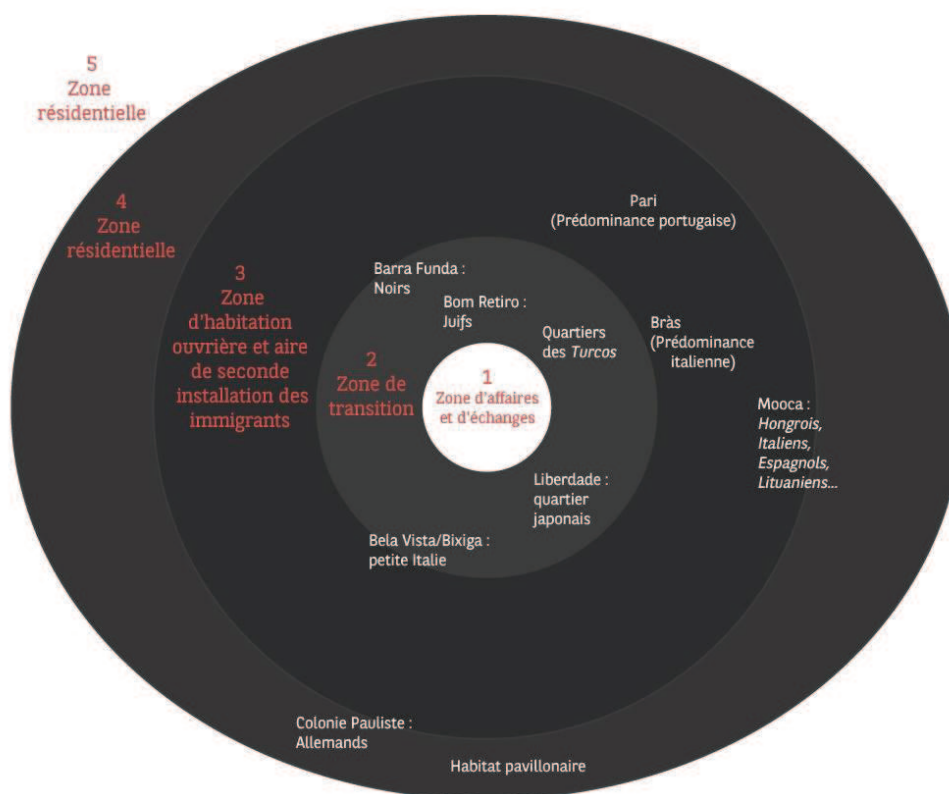 5
Zone
résidentielle
4
Zone
résidentielle
3
Zone
d'habitation
ouvrière et aire
de seconde
installation des
immigrants
2
Zone de
transition
1
Zone d'affaires
et d'échanges
Pari
(Prédominance portugaise)
Barra Funda :
Noirs
Bom Retiro :
Juifs
Quartiers
des Turcos
Bràs
(Prédominance
italienne)
Mooca :
Hongrois,
Italiens,
Espagnols,
Lituaniens...
Liberdade :
quartier
japonais
Bela Vista/Bixiga :
petite Italie
Colonie Pauliste :
Allemands
Habitat pavillonaire